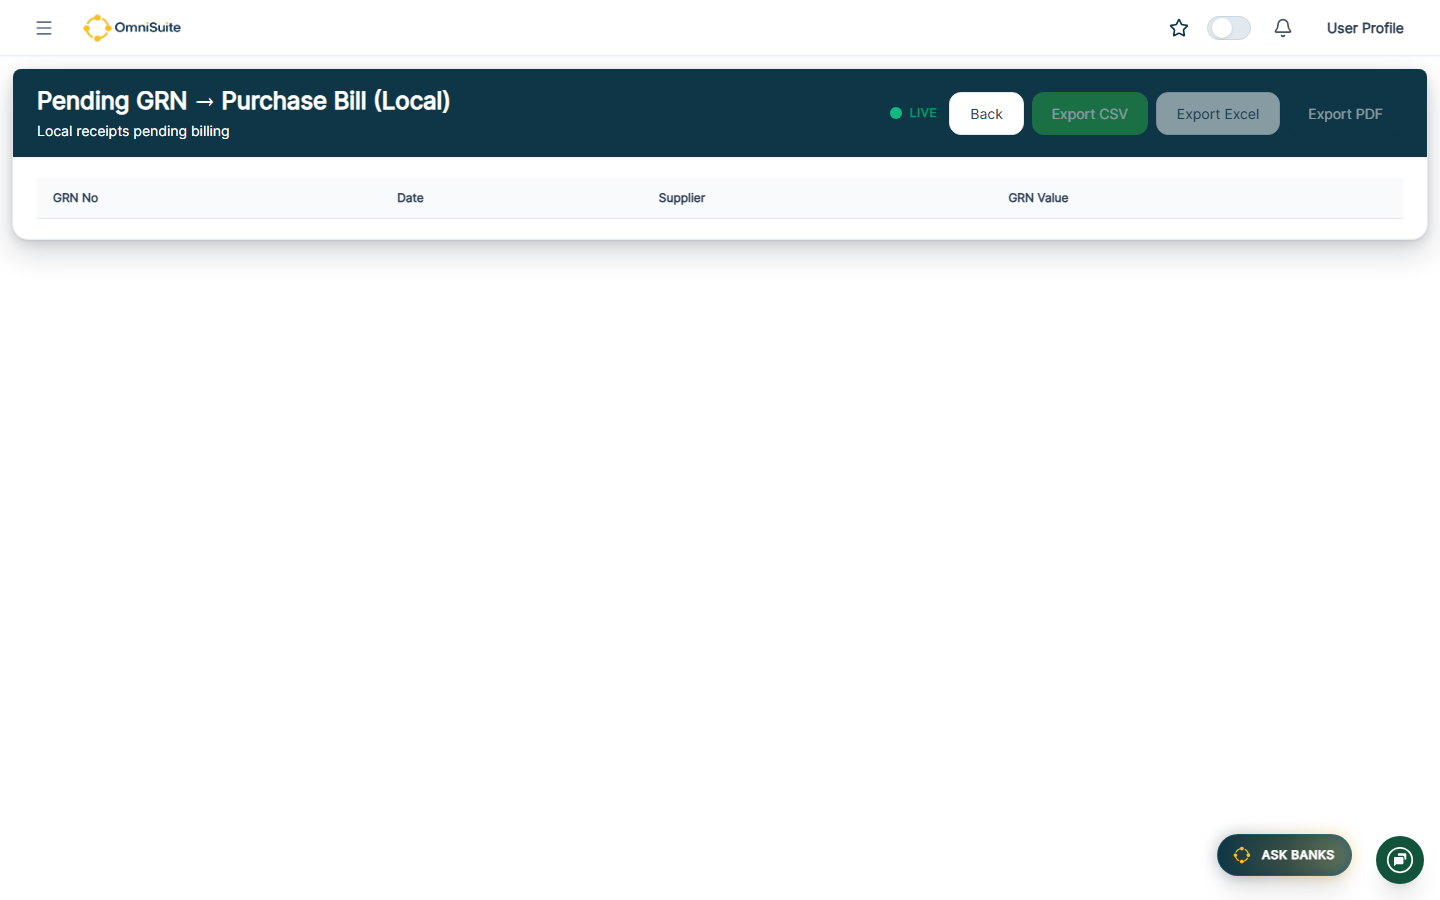 OmniSuite
User Profile
Pending GRN → Purchase Bill (Local)
Local receipts pending billing
LIVE
Back
Export CSV
Export Excel
Export PDF
GRN No
Date
Supplier
GRN Value
ASK BANKS